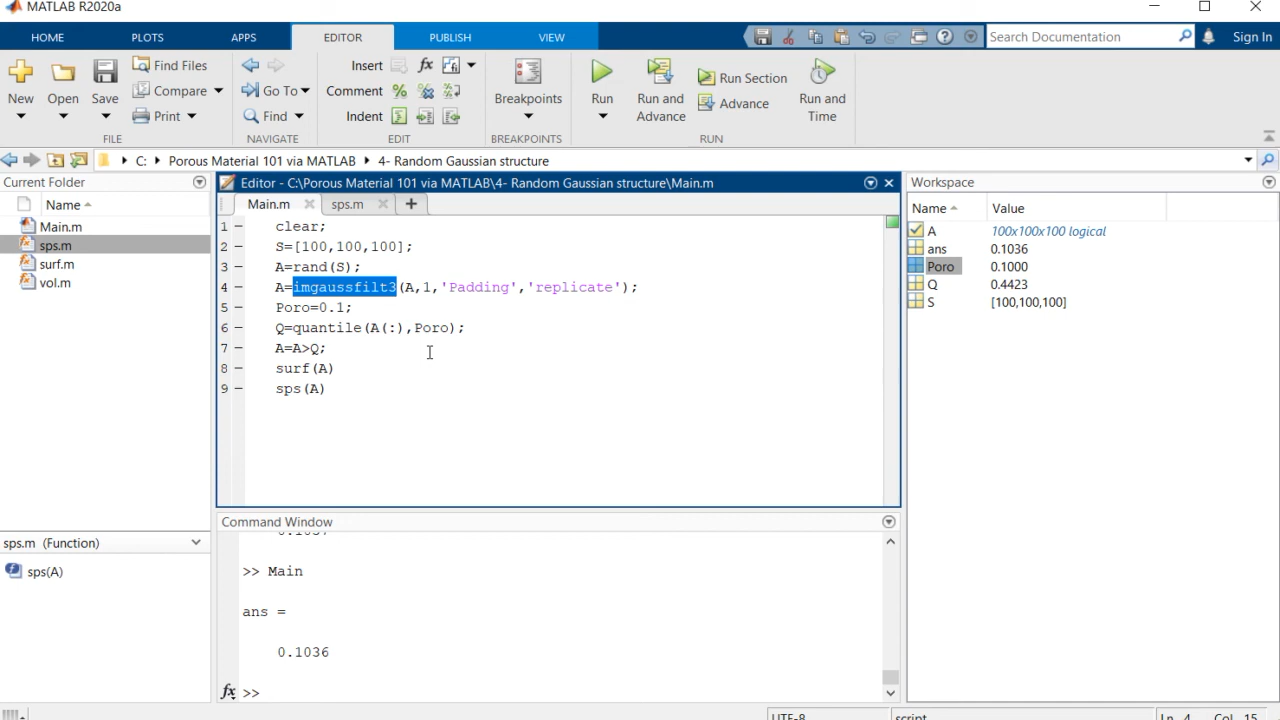 MATLAB R2020a
HOME PLOTS APPS EDITOR PUBLISH VIEW Search Documentation Sign In
New Open Save Find Files Compare Print FILE
Go To Find NAVIGATE
Insert fx Comment Indent EDIT
Breakpoints BREAKPOINTS
Run Run and Advance Run Section Advance Run and Time RUN
C: Porous Material 101 via MATLAB 4- Random Gaussian structure
Current Folder
Name
Main.m
sps.m
surf.m
vol.m
sps.m (Function)
sps(A)
Editor - C:\Porous Material 101 via MATLAB\4- Random Gaussian structure\Main.m
Main.m sps.m
1 clear;
2 S=[100,100,100];
3 A=rand(S);
4 A=imgaussfilt3(A,1,'Padding','replicate');
5 Poro=0.1;
6 Q=quantile(A(:),Poro);
7 A=A>Q;
8 surf(A)
9 sps(A)
Command Window
>> Main
ans =
0.1036
fx >>
Workspace
Name Value
A 100x100x100 logical
ans 0.1036
Poro 0.1000
Q 0.4423
S [100,100,100]
UTF-8 script Ln 4 Col 15